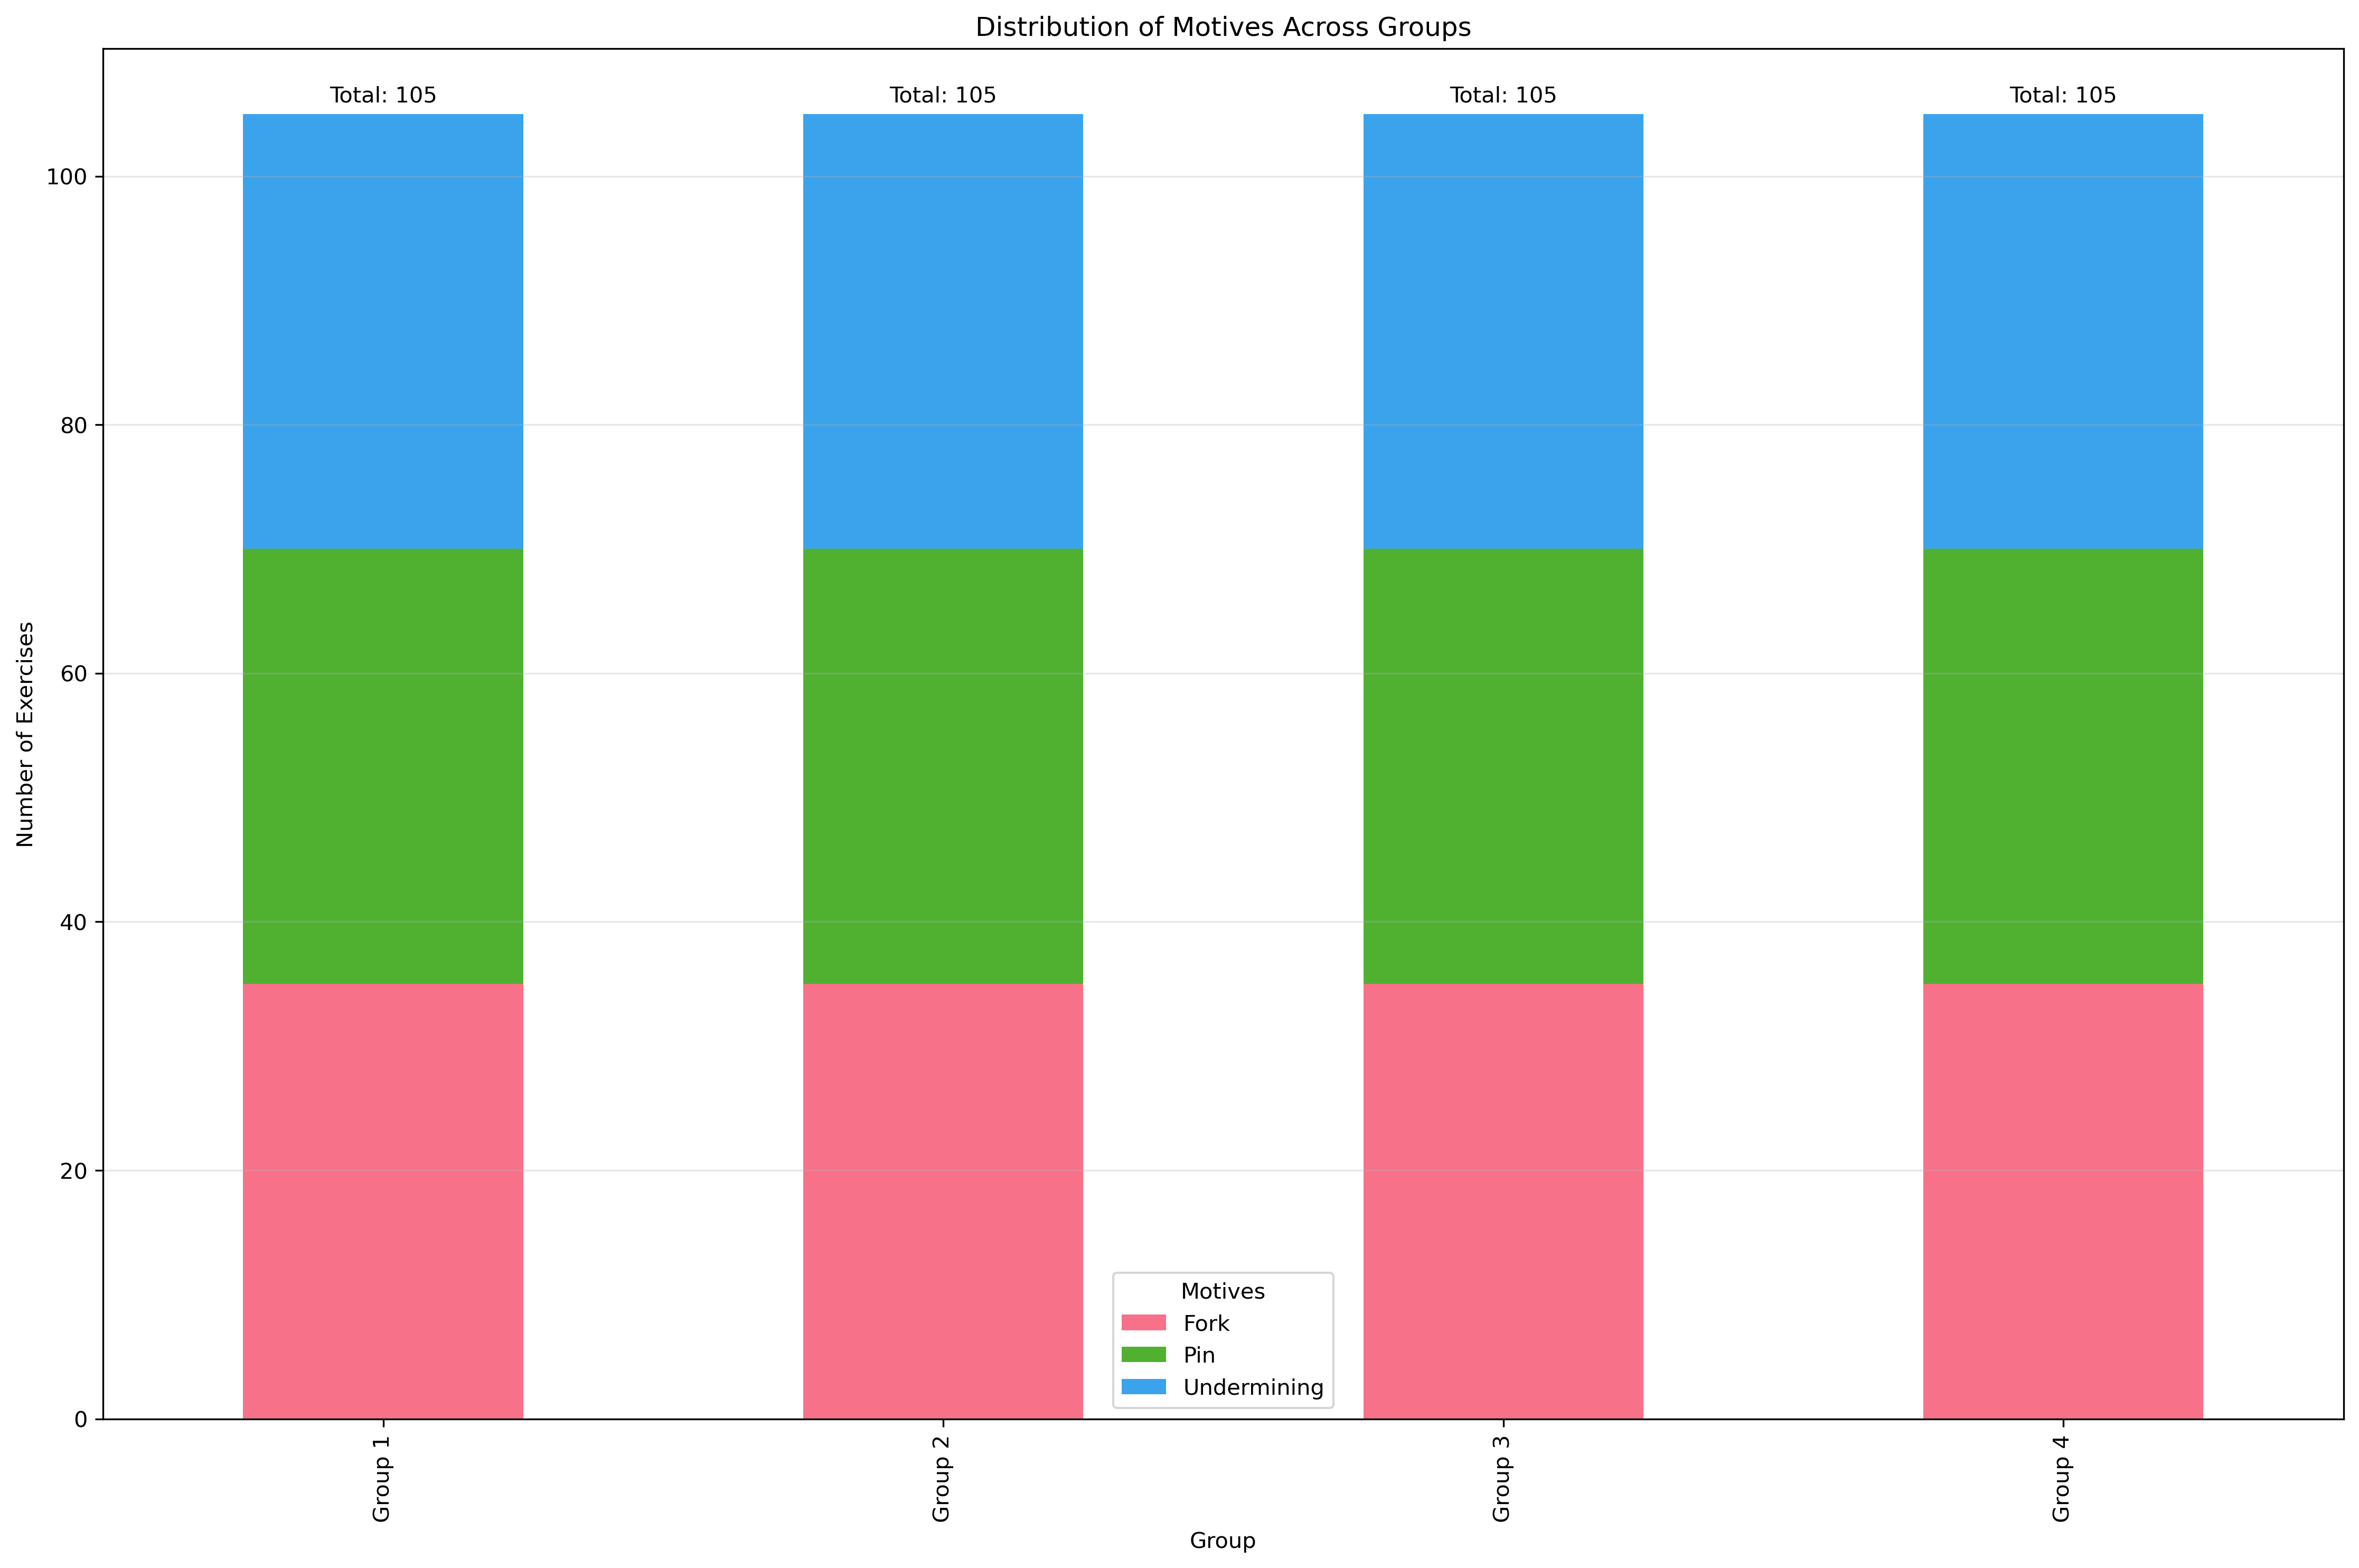 Distribution of Motives Across Groups
Total: 105
Total: 105
Total: 105
Total: 105
100
80
60
40
20
0
Number of Exercises
Motives
Fork
Pin
Undermining
Group 1
Group 2
Group 3
Group 4
Group